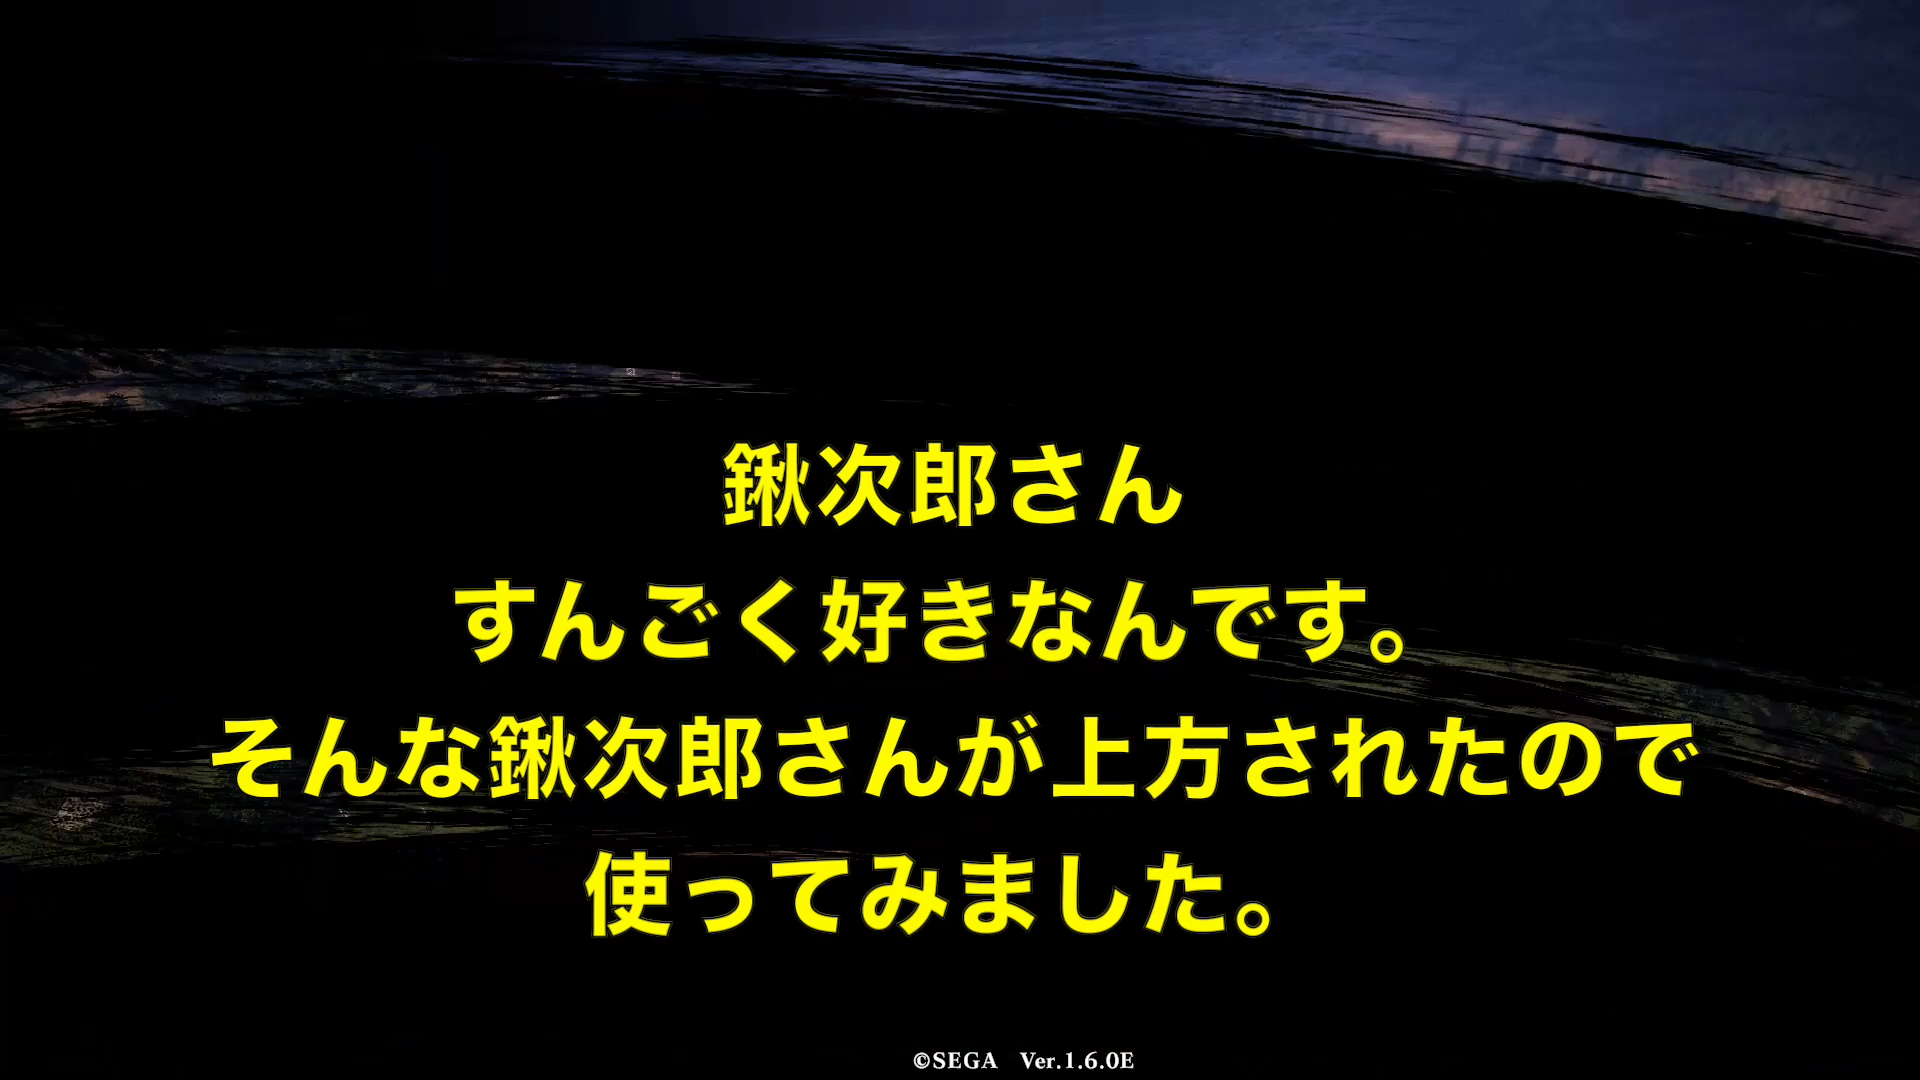 鍬次郎さん
すんごく好きなんです。
そんな鍬次郎さんが上方されたので
使ってみました。
©SEGA Ver.1.6.0E